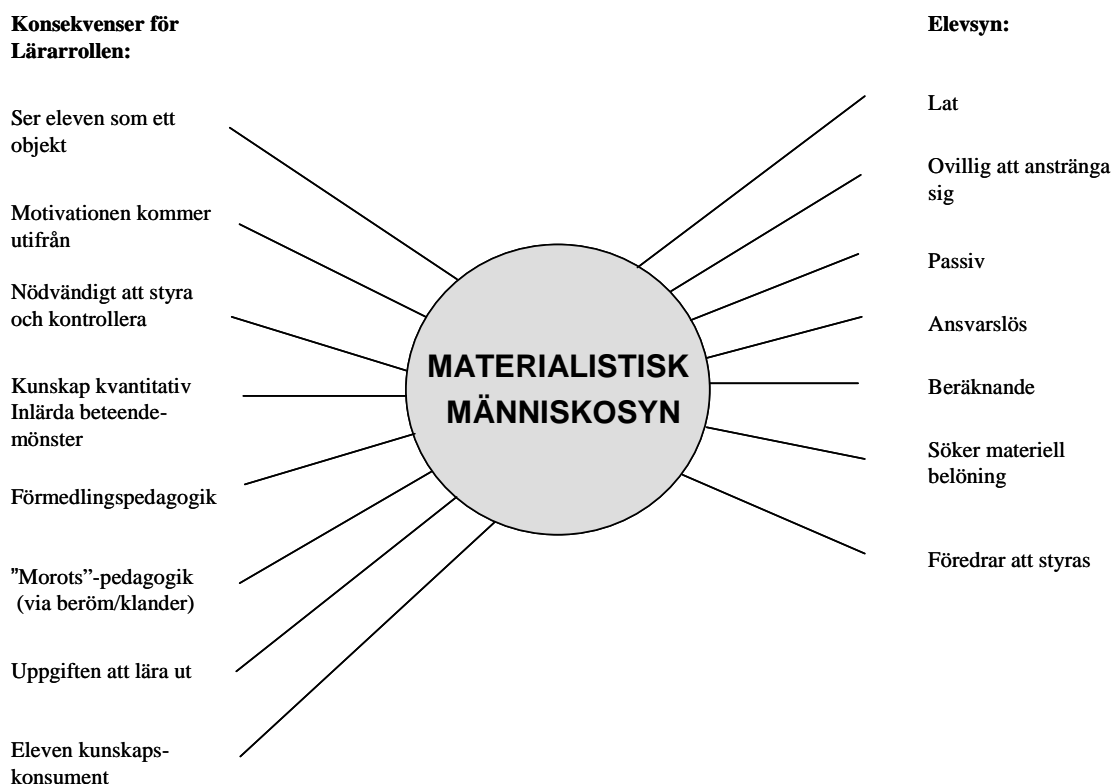 Konsekvenser för
Lärarrollen:
Ser eleven som ett
objekt
Motivationen kommer
utifrån
Nödvändigt att styra
och kontrollera
Kunskap kvantitativ
Inlärda beteende-
mönster
Förmedlingspedagogik
”Morots”-pedagogik
(via beröm/klander)
Uppgiften att lära ut
Eleven kunskaps-
konsument
MATERIALISTISK
MÄNNISKOSYN
Elevsyn:
Lat
Ovillig att anstränga
sig
Passiv
Ansvarslös
Beräknande
Söker materiell
belöning
Föredrar att styras